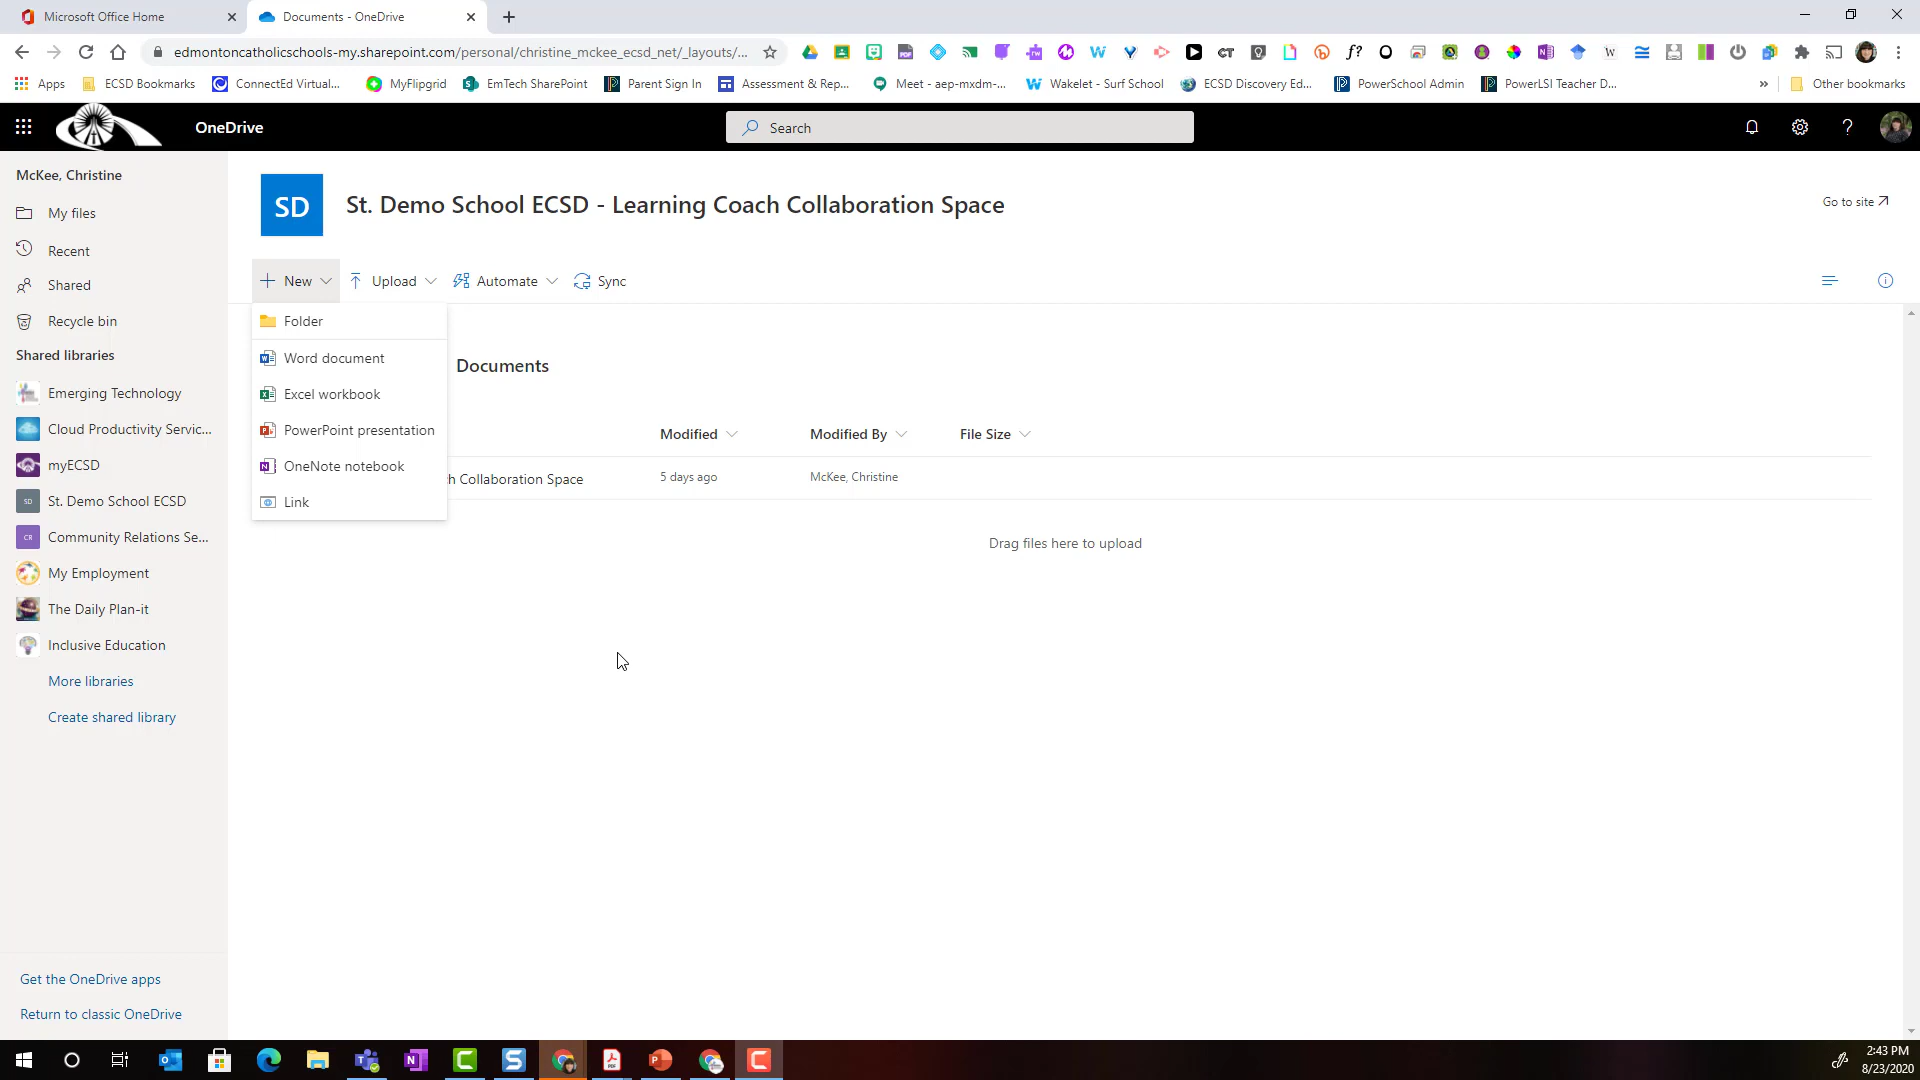 Microsoft Office Home
Documents - OneDrive
edmontoncatholicschools-my.sharepoint.com/personal/christine_mckee_ecsd_net/_layouts/...
Apps
ECSD Bookmarks
ConnectEd Virtual...
MyFlipgrid
EmTech SharePoint
Parent Sign In
Assessment & Rep...
Meet - aep-mxdm-...
Wakelet - Surf School
ECSD Discovery Ed...
PowerSchool Admin
PowerLSI Teacher D...
»
Other bookmarks
OneDrive
Search
McKee, Christine
My files
Recent
Shared
Recycle bin
Shared libraries
Emerging Technology
Cloud Productivity Servic...
myECSD
SD
St. Demo School ECSD
CR
Community Relations Se...
My Employment
The Daily Plan-it
Inclusive Education
More libraries
Create shared library
Get the OneDrive apps
Return to classic OneDrive
SD
St. Demo School ECSD - Learning Coach Collaboration Space
Go to site
New
Upload
Automate
Sync
Folder
Word document
Excel workbook
PowerPoint presentation
OneNote notebook
Link
Documents
Modified
Modified By
File Size
h Collaboration Space
5 days ago
McKee, Christine
Drag files here to upload
2:43 PM
8/23/2020